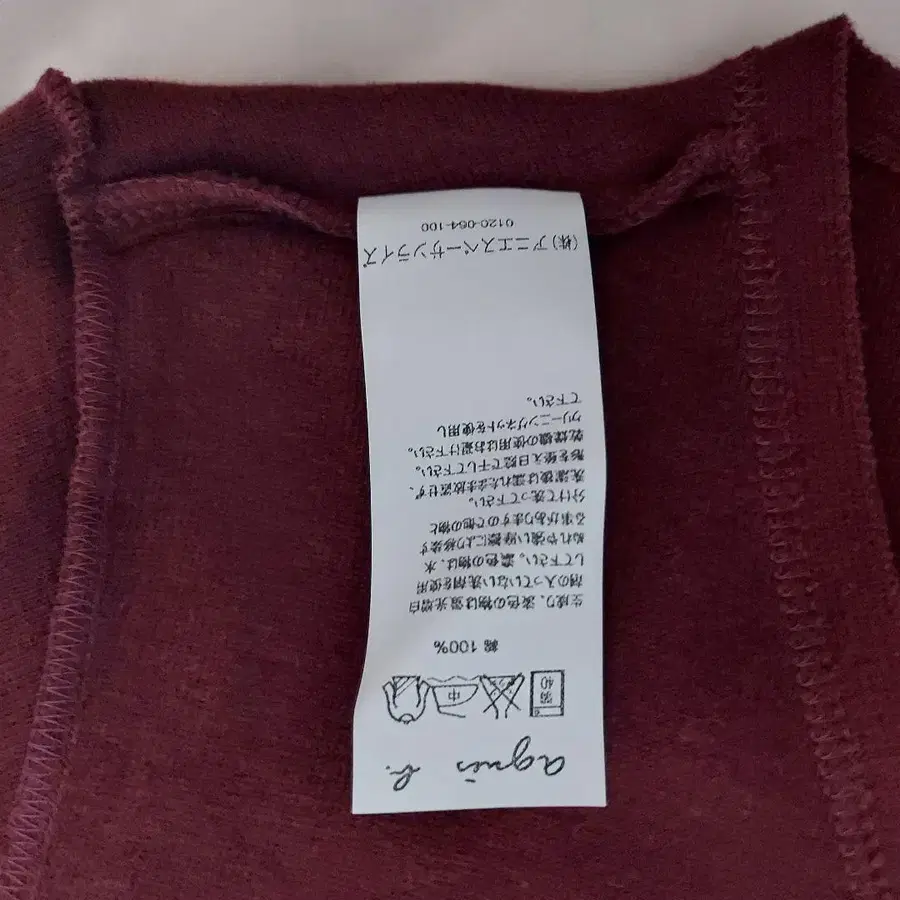 agnès b.
弱
40
中
綿 100%
生成り、淡色の物は蛍光増白
剤の入っていない洗剤を使用
して下さい。濃色の物は、水
ぬれや強い摩擦により移染す
る事がありますので他の物と
分けて洗って下さい。
洗濯後は濡れたまま放置せず、
形を整え日陰で干して下さい。
乾燥機の使用はお避け下さい。
クリーニングネットを使用し
て下さい。
(株)アニエスベーサンライズ
0120-064-100